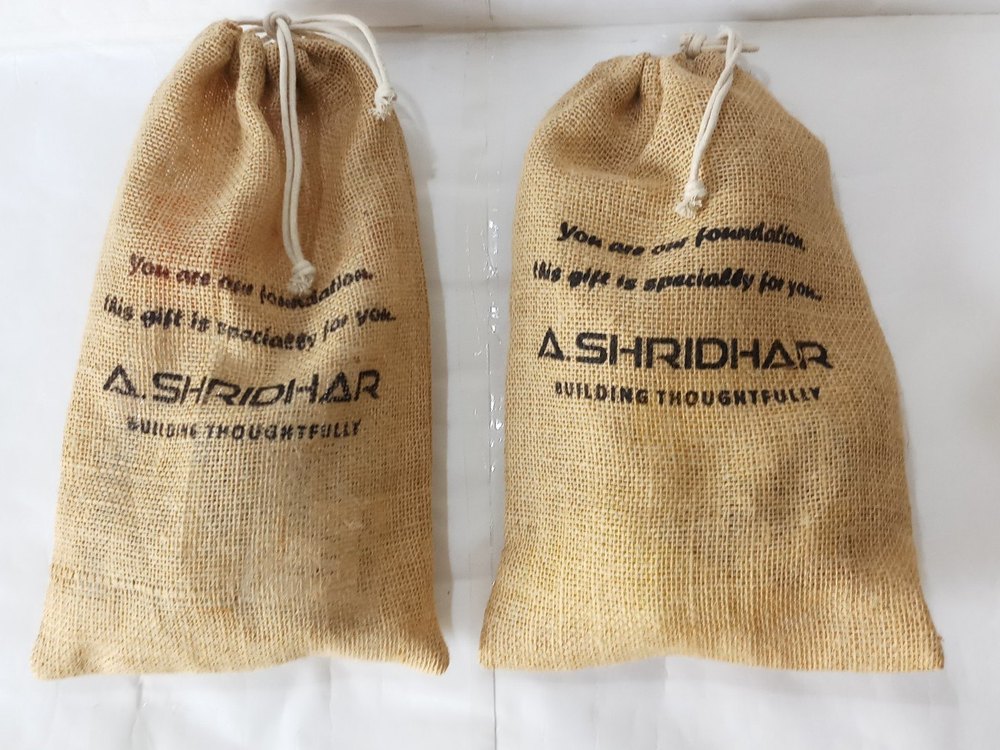 you are our foundation.
this gift is specially for you..
A.SHRIDHAR
BUILDING THOUGHTFULLY
you are our foundation.
this gift is specially for you..
A.SHRIDHAR
BUILDING THOUGHTFULLY